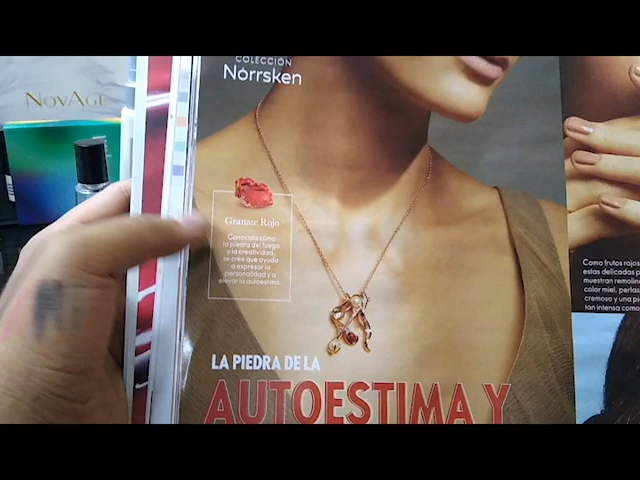 COLECCIÓN
Norrsken
NOVAGE
Granate Rojo
Conocida como
la piedra del fuego
y la creatividad,
se cree que ayuda
a expresar la
personalidad y a
elevar la autoestima.
LA PIEDRA DE LA
AUTOESTIMA Y
Como frutos rojos
estas delicadas p
muestran remolin
color miel, perlas
cremoso y una pi
tan intensa como